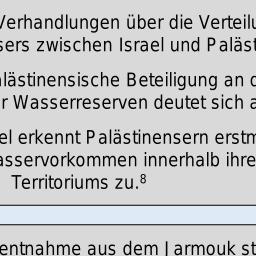 Verhandlungen über die Verteilu
sers zwischen Israel und Paläst
alästinensische Beteiligung an d
r Wasserreserven deutet sich a
el erkennt Palästinensern erstm
asservorkommen innerhalb ihre
Territoriums zu.⁸
entnahme aus dem Jarmouk st